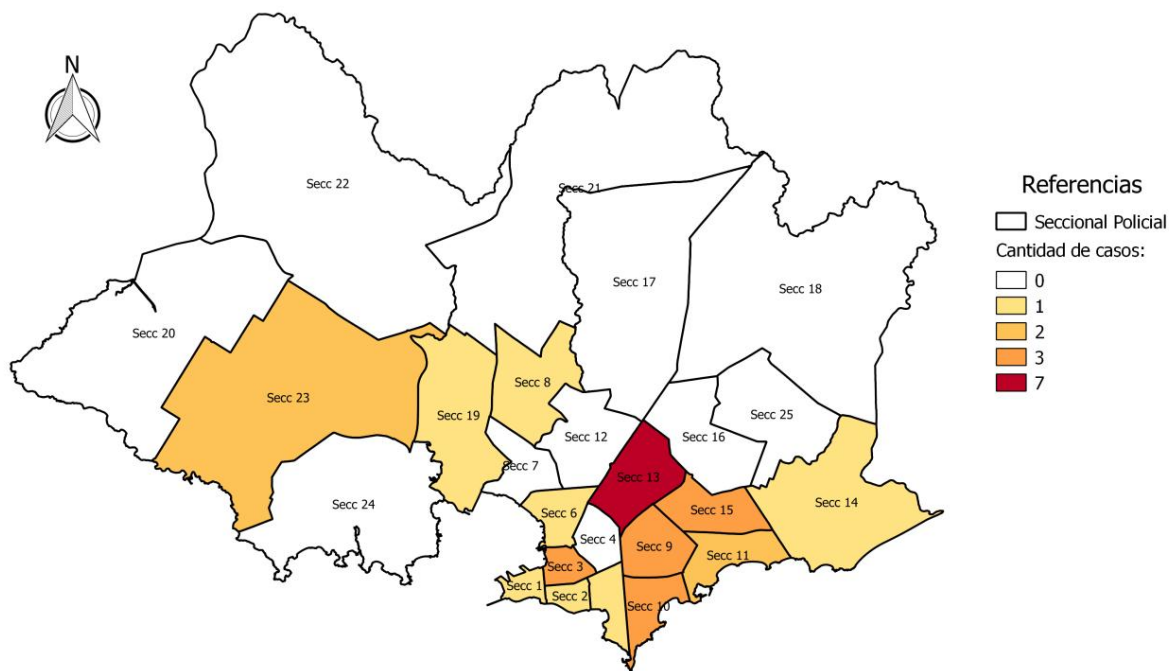 N
Secc 22
Secc 21
Secc 17
Secc 18
Secc 20
Secc 8
Secc 23
Secc 19
Secc 25
Secc 12
Secc 16
Secc 7
Secc 13
Secc 14
Secc 24
Secc 6
Secc 15
Secc 4
Secc 9
Secc 11
Secc 3
Secc 1
Secc 2
Secc 10
Referencias
Seccional Policial
Cantidad de casos:
0
1
2
3
7